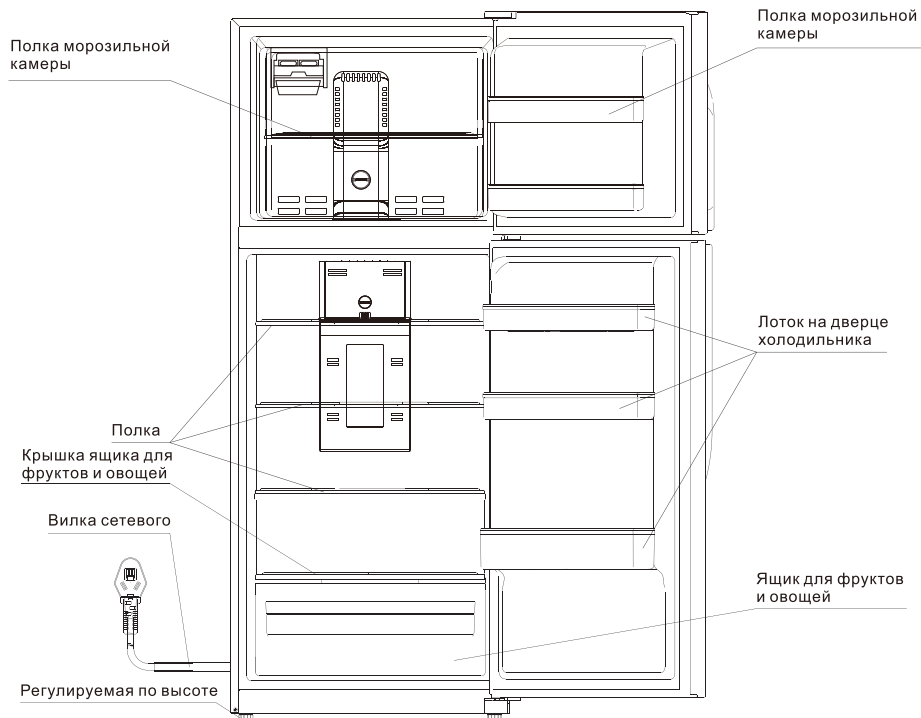 Полка морозильной
камеры
Полка морозильной
камеры
Лоток на дверце
холодильника
Полка
Крышка ящика для
фруктов и овощей
Вилка сетевого
Ящик для фруктов
и овощей
Регулируемая по высоте